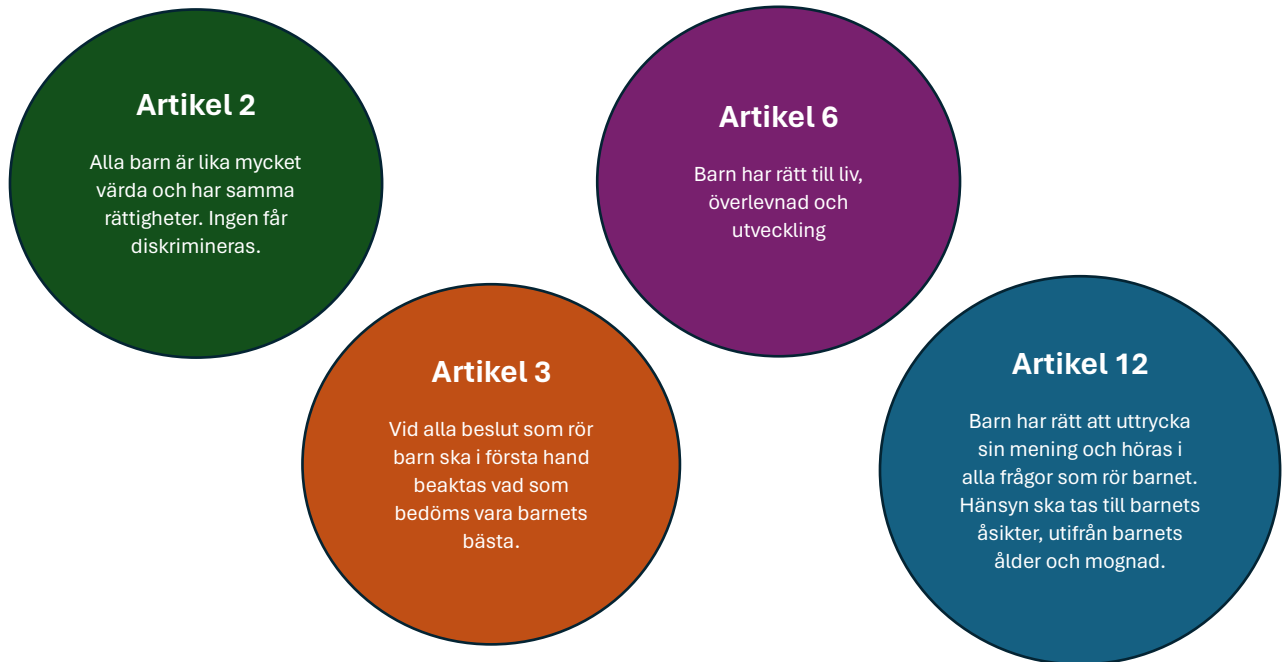 Artikel 2
Alla barn är lika mycket
värda och har samma
rättigheter. Ingen får
diskrimineras.
Artikel 6
Barn har rätt till liv,
överlevnad och
utveckling
Artikel 3
Vid alla beslut som rör
barn ska i första hand
beaktas vad som
bedöms vara barnets
bästa.
Artikel 12
Barn har rätt att uttrycka
sin mening och höras i
alla frågor som rör barnet.
Hänsyn ska tas till barnets
åsikter, utifrån barnets
ålder och mognad.